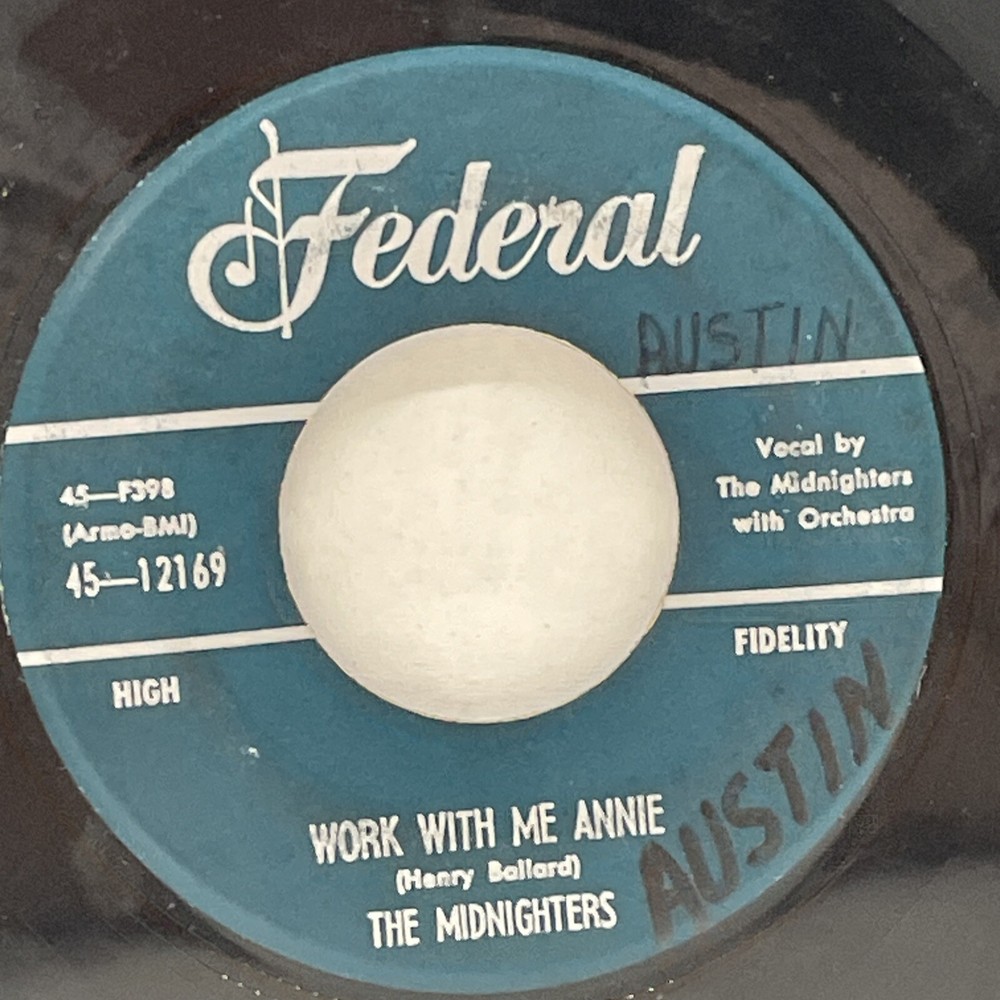 Federal
AUSTIN
45—F398
(Armo-BMI)
45—12169
Vocal by
The Midnighters
with Orchestra
HIGH
FIDELITY
AUSTIN
WORK WITH ME ANNIE
(Henry Ballard)
THE MIDNIGHTERS